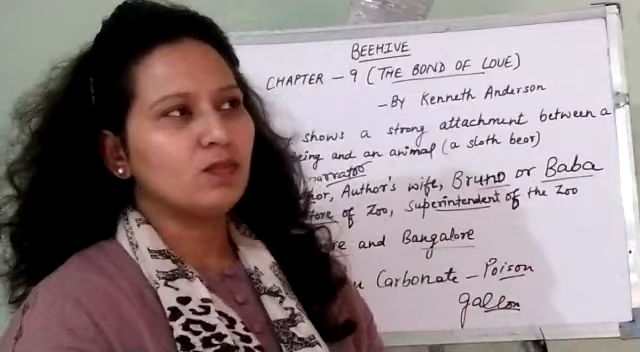 BEEHIVE
CHAPTER - 9 (THE BOND OF LOVE)
- By Kenneth Anderson
shows a strong attachment between a
being and an animal (a sloth bear)
narrator
Author's wife, Bruno or Baba
of Zoo, Superintendent of the Zoo
and Bangalore
Carbonate - Poison
gallon